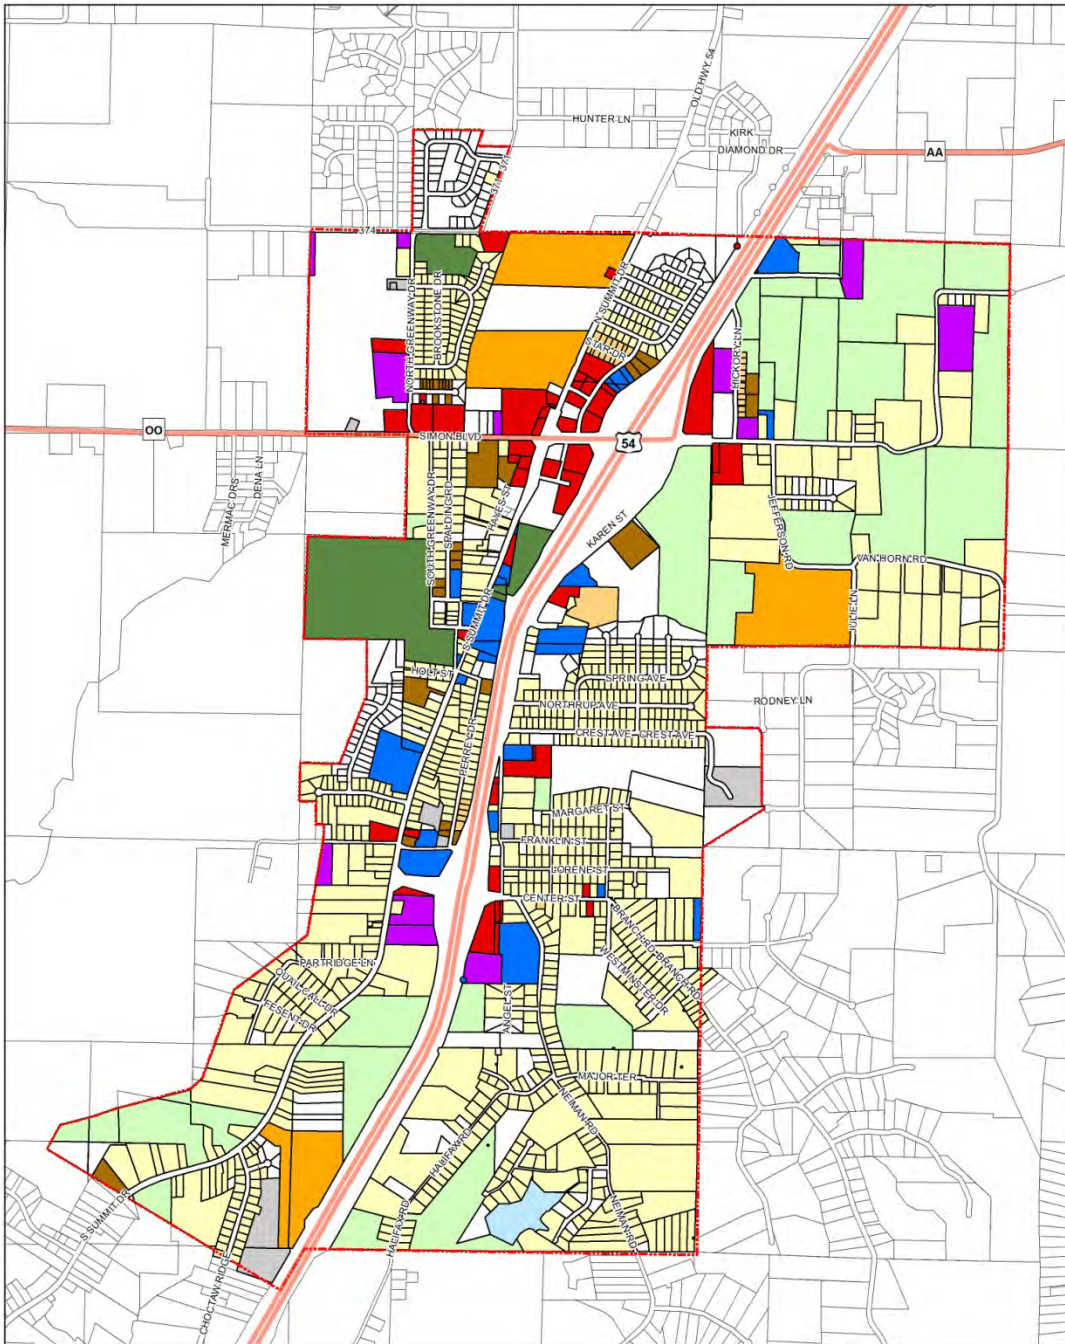 OLD HWY 54
HUNTER LN
KIRK
DIAMOND DR
AA
371
371
374
N SUMMIT DR
NORTH GREENWAY DR
BROOKSTONE DR
STAR DR
HICKORY LN
OO
SIMON BLVD
54
MERMAC DRS
DENA LN
SOUTH GREENWAY DR
SPALDING RD
HAYES ST
KAREN ST
JEFFERSON RD
VAN HORN RD
JULIE LN
S SUMMIT DR
HOLT ST
SPRING AVE
RODNEY LN
NORTHRUP AVE
PERREY DR
CREST AVE
CREST AVE
MARGARET ST
FRANKLIN ST
LORENE ST
CENTER ST
BRANCH RD
BRANCH RD
WESTMINSTER DR
PARTRIDGE LN
QUAIL CALL DR
FESENT DR
ANGEL ST
MAJOR TER
NEIMAN RD
HALIFAX RD
S SUMMIT DR
NEIMAN RD
HALIFAX RD
CHOCTAW RIDGE